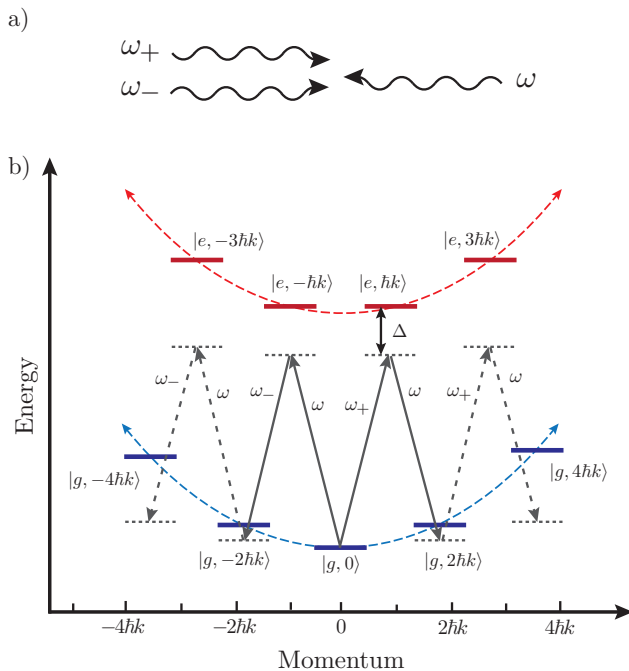 a)
ω₊
ω₋
ω
b)
|e, −3ħk⟩
|e, 3ħk⟩
|e, −ħk⟩
|e, ħk⟩
Δ
ω₋
ω
ω₋
ω
ω₊
ω
ω₊
ω
|g, −4ħk⟩
|g, 4ħk⟩
|g, −2ħk⟩
|g, 0⟩
|g, 2ħk⟩
Energy
−4ħk
−2ħk
0
2ħk
4ħk
Momentum